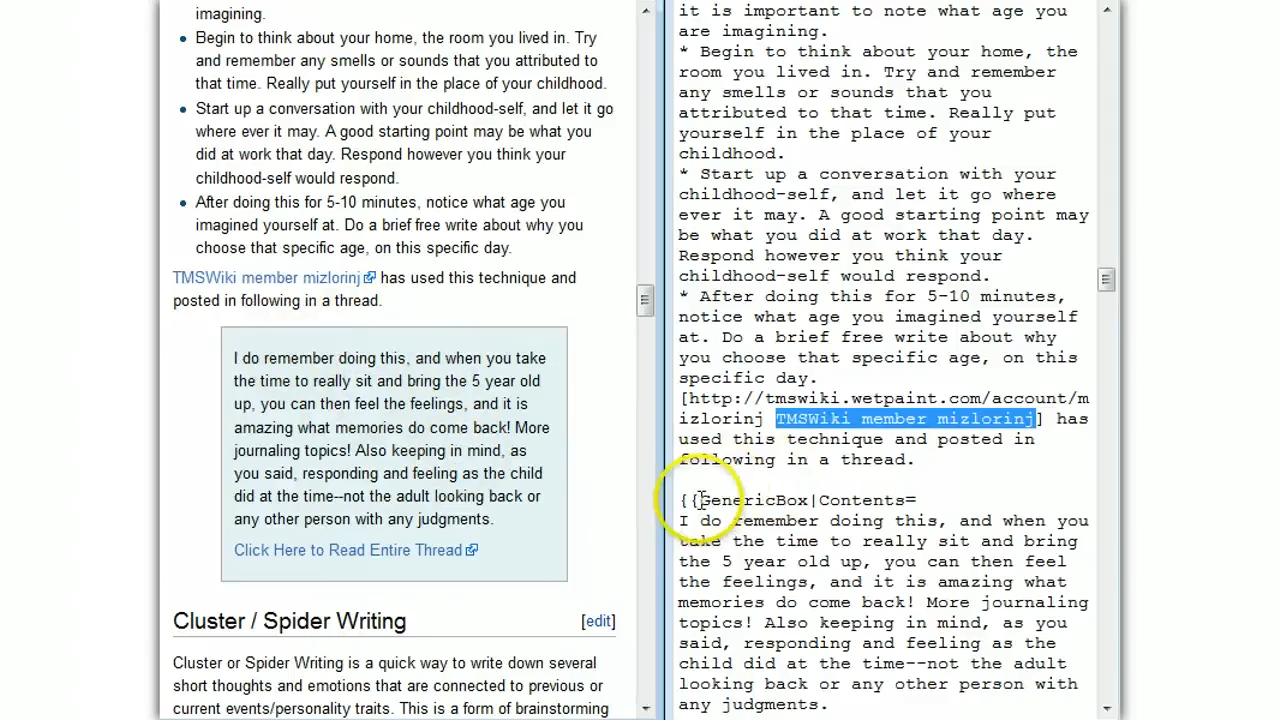 imagining.
Begin to think about your home, the room you lived in. Try
and remember any smells or sounds that you attributed to
that time. Really put yourself in the place of your childhood.
Start up a conversation with your childhood-self, and let it go
where ever it may. A good starting point may be what you
did at work that day. Respond however you think your
childhood-self would respond.
After doing this for 5-10 minutes, notice what age you
imagined yourself at. Do a brief free write about why you
choose that specific age, on this specific day.
TMSWiki member mizlorinj has used this technique and
posted in following in a thread.
I do remember doing this, and when you take
the time to really sit and bring the 5 year old
up, you can then feel the feelings, and it is
amazing what memories do come back! More
journaling topics! Also keeping in mind, as
you said, responding and feeling as the child
did at the time--not the adult looking back or
any other person with any judgments.
Click Here to Read Entire Thread
Cluster / Spider Writing [edit]
Cluster or Spider Writing is a quick way to write down several
short thoughts and emotions that are connected to previous or
current events/personality traits. This is a form of brainstorming
it is important to note what age you
are imagining.
* Begin to think about your home, the
room you lived in. Try and remember
any smells or sounds that you
attributed to that time. Really put
yourself in the place of your
childhood.
* Start up a conversation with your
childhood-self, and let it go where
ever it may. A good starting point may
be what you did at work that day.
Respond however you think your
childhood-self would respond.
* After doing this for 5-10 minutes,
notice what age you imagined yourself
at. Do a brief free write about why
you choose that specific age, on this
specific day.
[http://tmswiki.wetpaint.com/account/m
izlorinj TMSWiki member mizlorinj] has
used this technique and posted in
following in a thread.
{{GenericBox|Contents=
I do remember doing this, and when you
take the time to really sit and bring
the 5 year old up, you can then feel
the feelings, and it is amazing what
memories do come back! More journaling
topics! Also keeping in mind, as you
said, responding and feeling as the
child did at the time--not the adult
looking back or any other person with
any judgments.